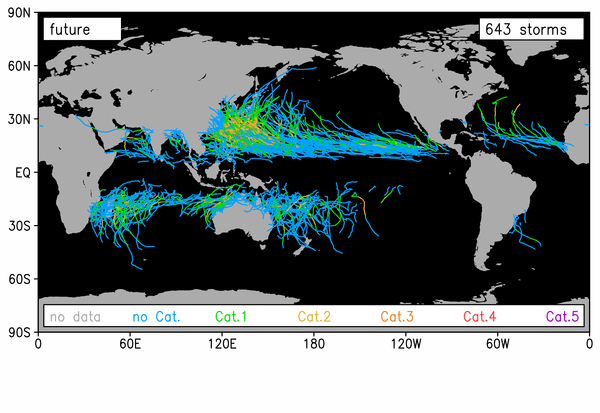 90N
future
643 storms
60N
30N
EQ
30S
60S
no data no Cat. Cat.1 Cat.2 Cat.3 Cat.4 Cat.5
90S
0 60E 120E 180 120W 60W 0